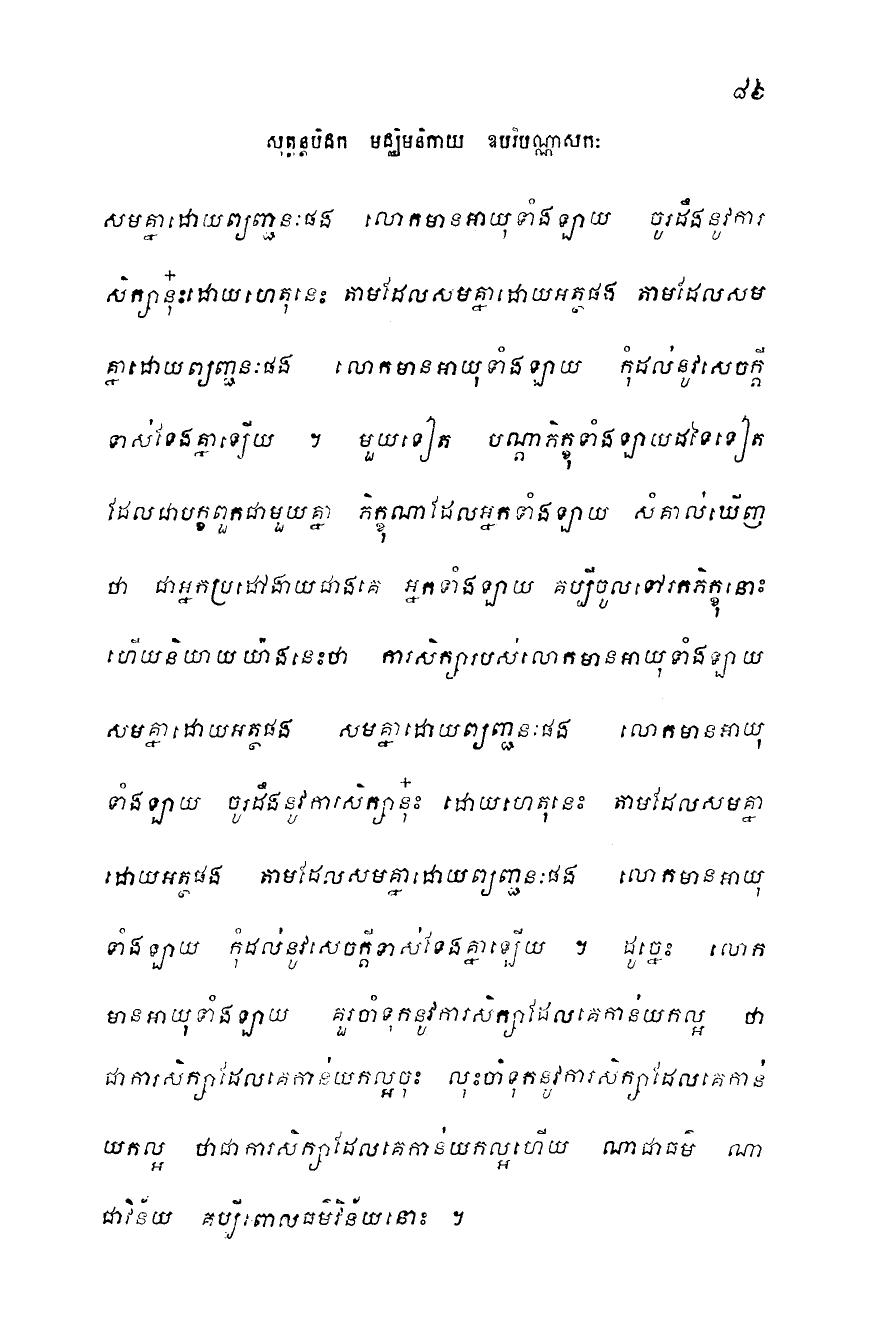 ៨៦
សុត្តន្តបិដក មជ្ឈិមនិកាយ ឧបរិបណ្ណាសកៈ
សមគ្នាដោយព្យញ្ជនៈផង លោកមានអាយុទាំងឡាយ ចូរដឹងនូវការ
សិក្សានុ៎ះដោយហេតុនេះ តាមដែលសមគ្នាដោយអត្ថផង តាមដែលសម
គ្នាដោយព្យញ្ជនៈផង លោកមានអាយុទាំងឡាយ កុំដល់នូវសេចក្តី
ទាស់ទែងគ្នាឡើយ ។ មួយទៀត បណ្តាភិក្ខុទាំងឡាយដទៃទៀត
ដែលជាបក្ខពួកជាមួយគ្នា ភិក្ខុណាដែលអ្នកទាំងឡាយ សំគាល់ឃើញ
ថា ជាអ្នកប្រដៅងាយជាងគេ អ្នកទាំងឡាយ គប្បីចូលទៅរកភិក្ខុនោះ
ហើយនិយាយយ៉ាងនេះថា ការសិក្សារបស់លោកមានអាយុទាំងឡាយ
សមគ្នាដោយអត្ថផង សមគ្នាដោយព្យញ្ជនៈផង លោកមានអាយុ
ទាំងឡាយ ចូរដឹងនូវការសិក្សានុ៎ះ ដោយហេតុនេះ តាមដែលសមគ្នា
ដោយអត្ថផង តាមដែលសមគ្នាដោយព្យញ្ជនៈផង លោកមានអាយុ
ទាំងឡាយ កុំដល់នូវសេចក្តីទាស់ទែងគ្នាឡើយ ។ ដូច្នេះ លោក
មានអាយុទាំងឡាយ គួរចាំទុកនូវការសិក្សាដែលគេកាន់យកល្អ ថា
ជាការសិក្សាដែលគេកាន់យកល្អចុះ លុះចាំទុកនូវការសិក្សាដែលគេកាន់
យកល្អ ថាជាការសិក្សាដែលគេកាន់យកល្អហើយ ណាជាធម៌ ណា
ជាវិន័យ គប្បីពោលធម៌វិន័យនោះ ។